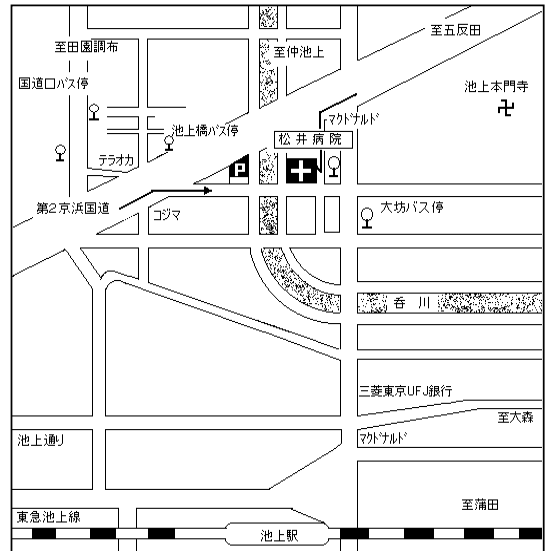 至五反田
至田園調布
至仲池上
国道口バス停
池上本門寺
卍
マクドナルド
池上橋バス停
松井病院
テラオカ
P
第2京浜国道
コジマ
大坊バス停
呑川
三菱東京UFJ銀行
至大森
池上通り
マクドナルド
至蒲田
東急池上線
池上駅